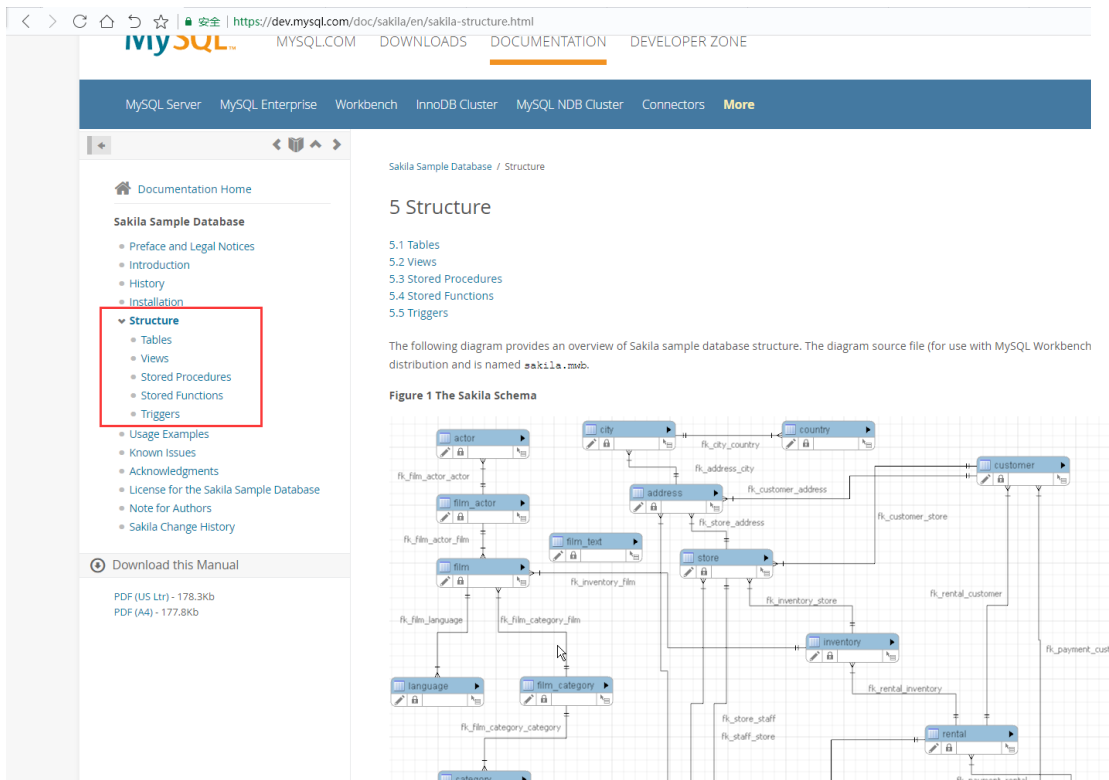 安全 https://dev.mysql.com/doc/sakila/en/sakila-structure.html
MySQL™ MYSQL.COM DOWNLOADS DOCUMENTATION DEVELOPER ZONE
MySQL Server MySQL Enterprise Workbench InnoDB Cluster MySQL NDB Cluster Connectors More
Documentation Home
Sakila Sample Database
Preface and Legal Notices
Introduction
History
Installation
Structure
Tables
Views
Stored Procedures
Stored Functions
Triggers
Usage Examples
Known Issues
Acknowledgments
License for the Sakila Sample Database
Note for Authors
Sakila Change History
Download this Manual
PDF (US Ltr) - 178.3Kb
PDF (A4) - 177.8Kb
Sakila Sample Database / Structure
5 Structure
5.1 Tables
5.2 Views
5.3 Stored Procedures
5.4 Stored Functions
5.5 Triggers
The following diagram provides an overview of Sakila sample database structure. The diagram source file (for use with MySQL Workbench
distribution and is named sakila.mwb.
Figure 1 The Sakila Schema
city
country
actor
fk_city_country
customer
fk_film_actor_actor
fk_address_city
address
fk_customer_address
film_actor
fk_store_address
fk_customer_store
fk_film_actor_film
film_text
store
film
fk_inventory_film
fk_rental_customer
fk_inventory_store
fk_film_language
fk_film_category_film
inventory
fk_payment_cust
language
film_category
fk_rental_inventory
fk_store_staff
fk_film_category_category
fk_staff_store
rental
category
fk_payment_rental